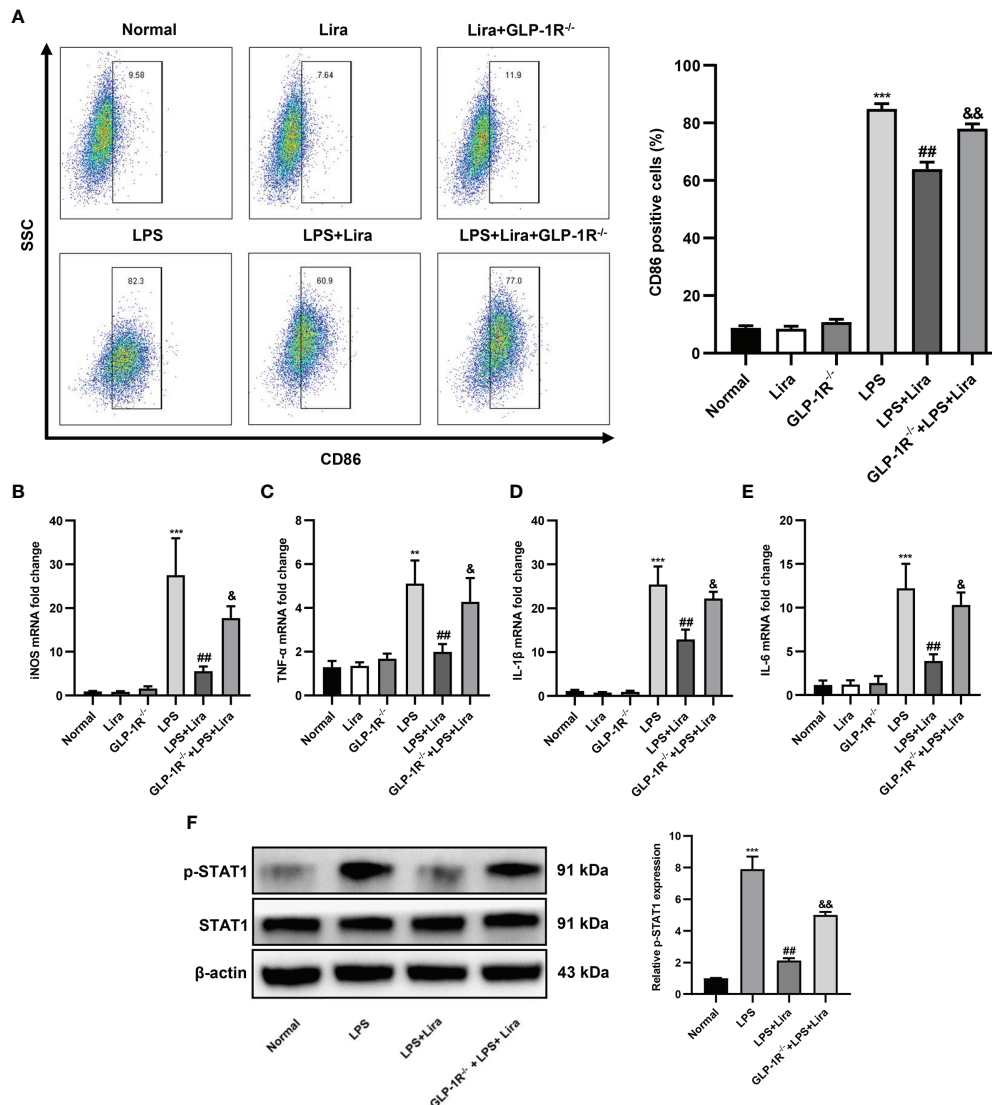 A
Normal
Lira
Lira+GLP-1R-/-
9.58
7.64
11.9
LPS
LPS+Lira
LPS+Lira+GLP-1R-/-
82.3
60.9
77.0
SSC
CD86
CD86 positive cells (%)
100
80
60
40
20
0
***
##
&&
Normal
Lira
GLP-1R-/-
LPS
LPS+Lira
GLP-1R-/-+LPS+Lira
B
iNOS mRNA fold change
40
30
20
10
0
***
##
&
Normal
Lira
GLP-1R-/-
LPS
LPS+Lira
GLP-1R-/-+LPS+Lira
C
TNF-α mRNA fold change
8
6
4
2
0
**
##
&
Normal
Lira
GLP-1R-/-
LPS
LPS+Lira
GLP-1R-/-+LPS+Lira
D
IL-1β mRNA fold change
40
30
20
10
0
***
##
&
Normal
Lira
GLP-1R-/-
LPS
LPS+Lira
GLP-1R-/-+LPS+Lira
E
IL-6 mRNA fold change
20
15
10
5
0
***
##
&
Normal
Lira
GLP-1R-/-
LPS
LPS+Lira
GLP-1R-/-+LPS+Lira
F
p-STAT1
91 kDa
STAT1
91 kDa
β-actin
43 kDa
Normal
LPS
LPS+Lira
GLP-1R-/- + LPS+ Lira
Relative p-STAT1 expression
10
8
6
4
2
0
***
##
&&
Normal
LPS
LPS+Lira
GLP-1R-/-+LPS+Lira